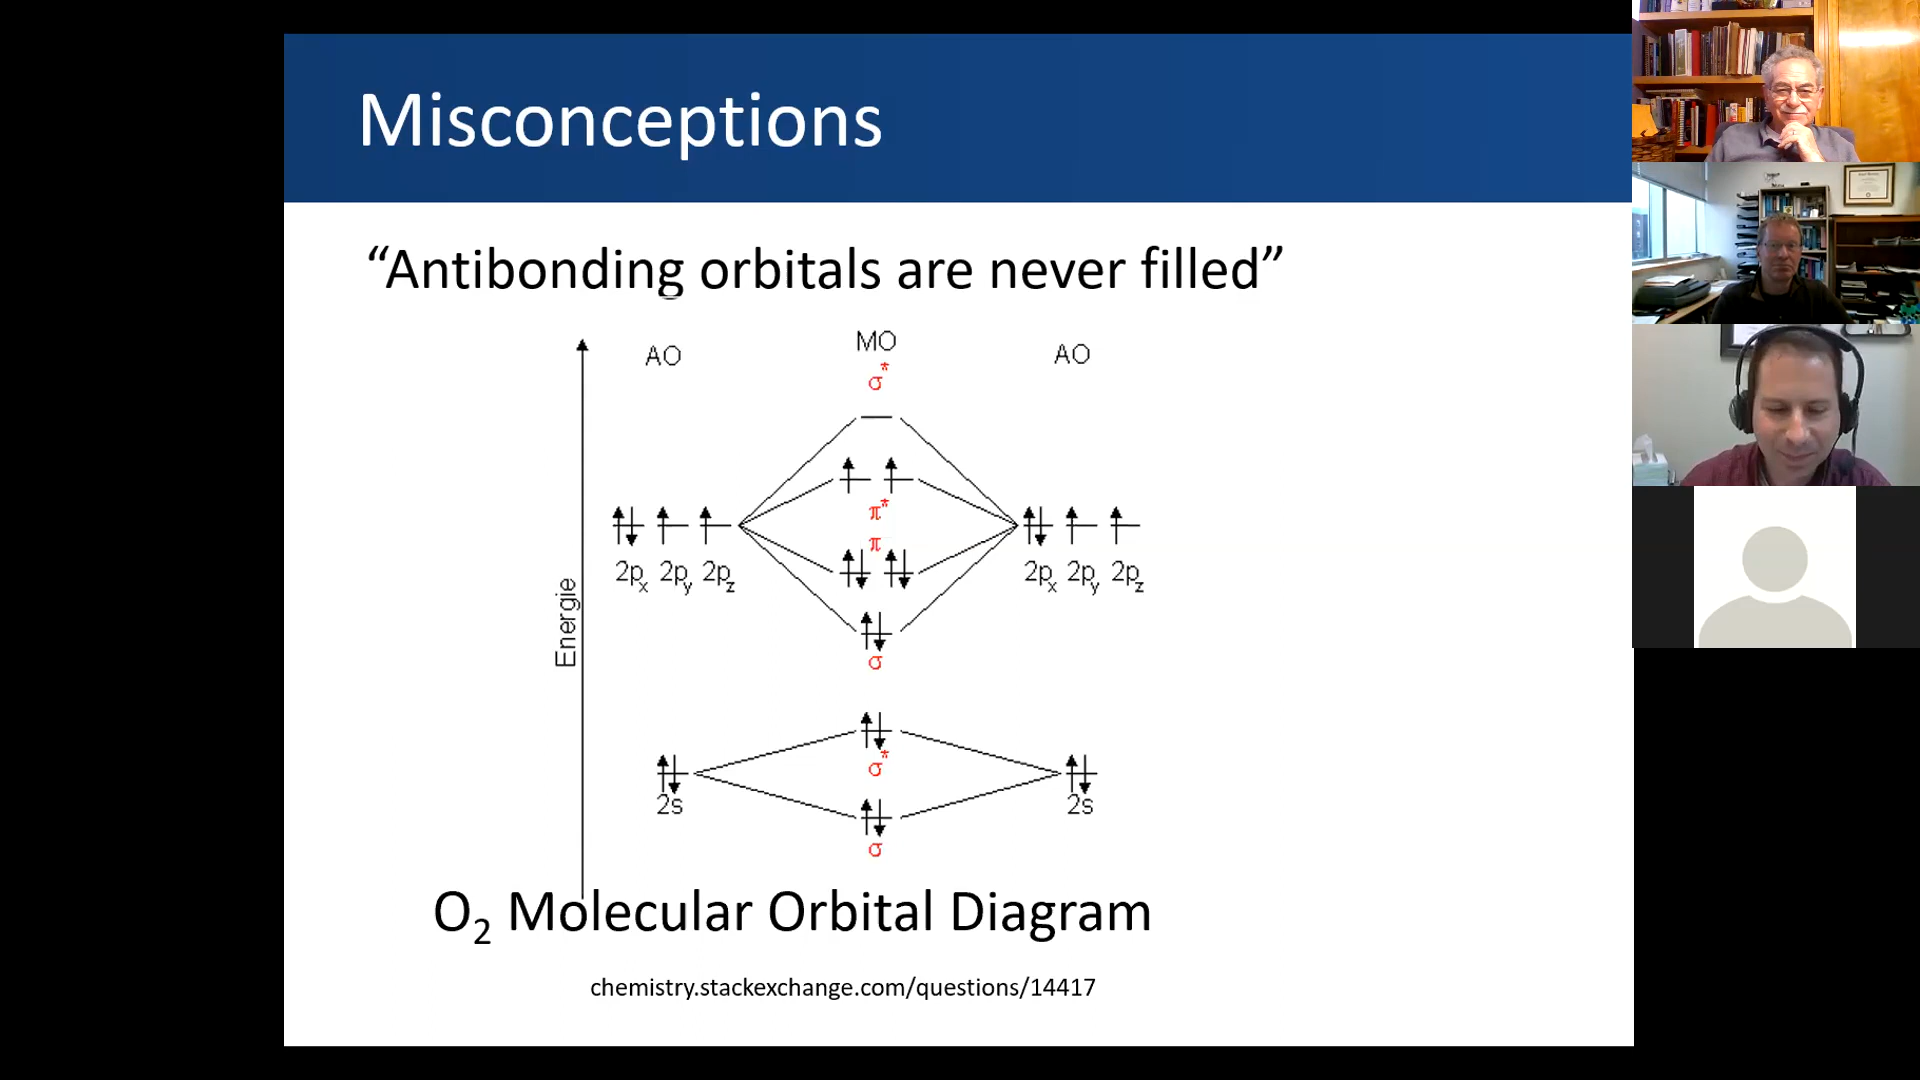 Misconceptions
“Antibonding orbitals are never filled”
AO MO AO
σ*
π*
π
2px 2py 2pz 2px 2py 2pz
Energie
σ
σ*
2s 2s
σ
O2 Molecular Orbital Diagram
chemistry.stackexchange.com/questions/14417